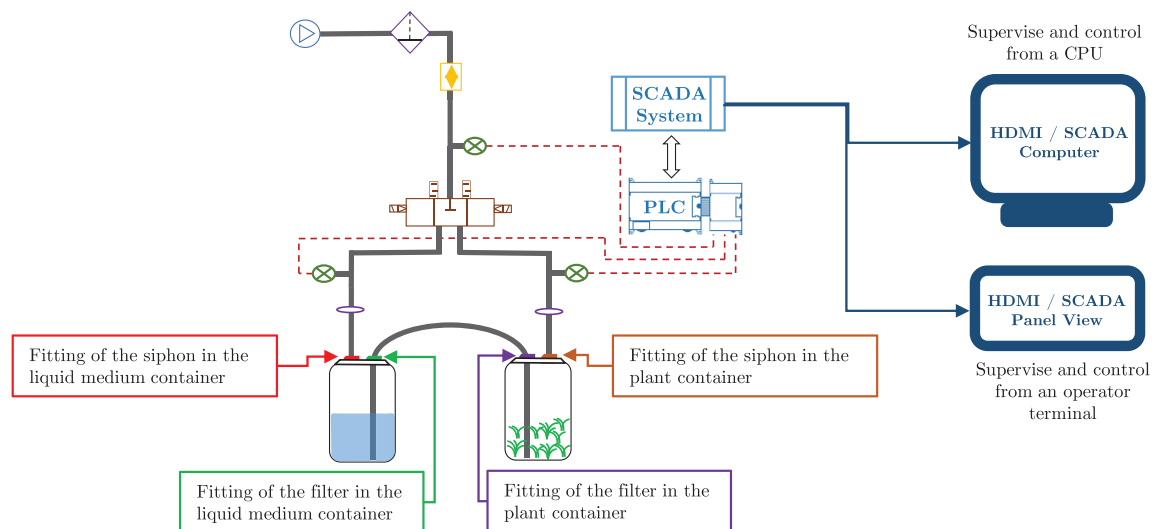 Supervise and control
from a CPU
SCADA
System
HDMI / SCADA
Computer
PLC
HDMI / SCADA
Panel View
Fitting of the siphon in the
liquid medium container
Fitting of the siphon in the
plant container
Supervise and control
from an operator
terminal
Fitting of the filter in the
liquid medium container
Fitting of the filter in the
plant container